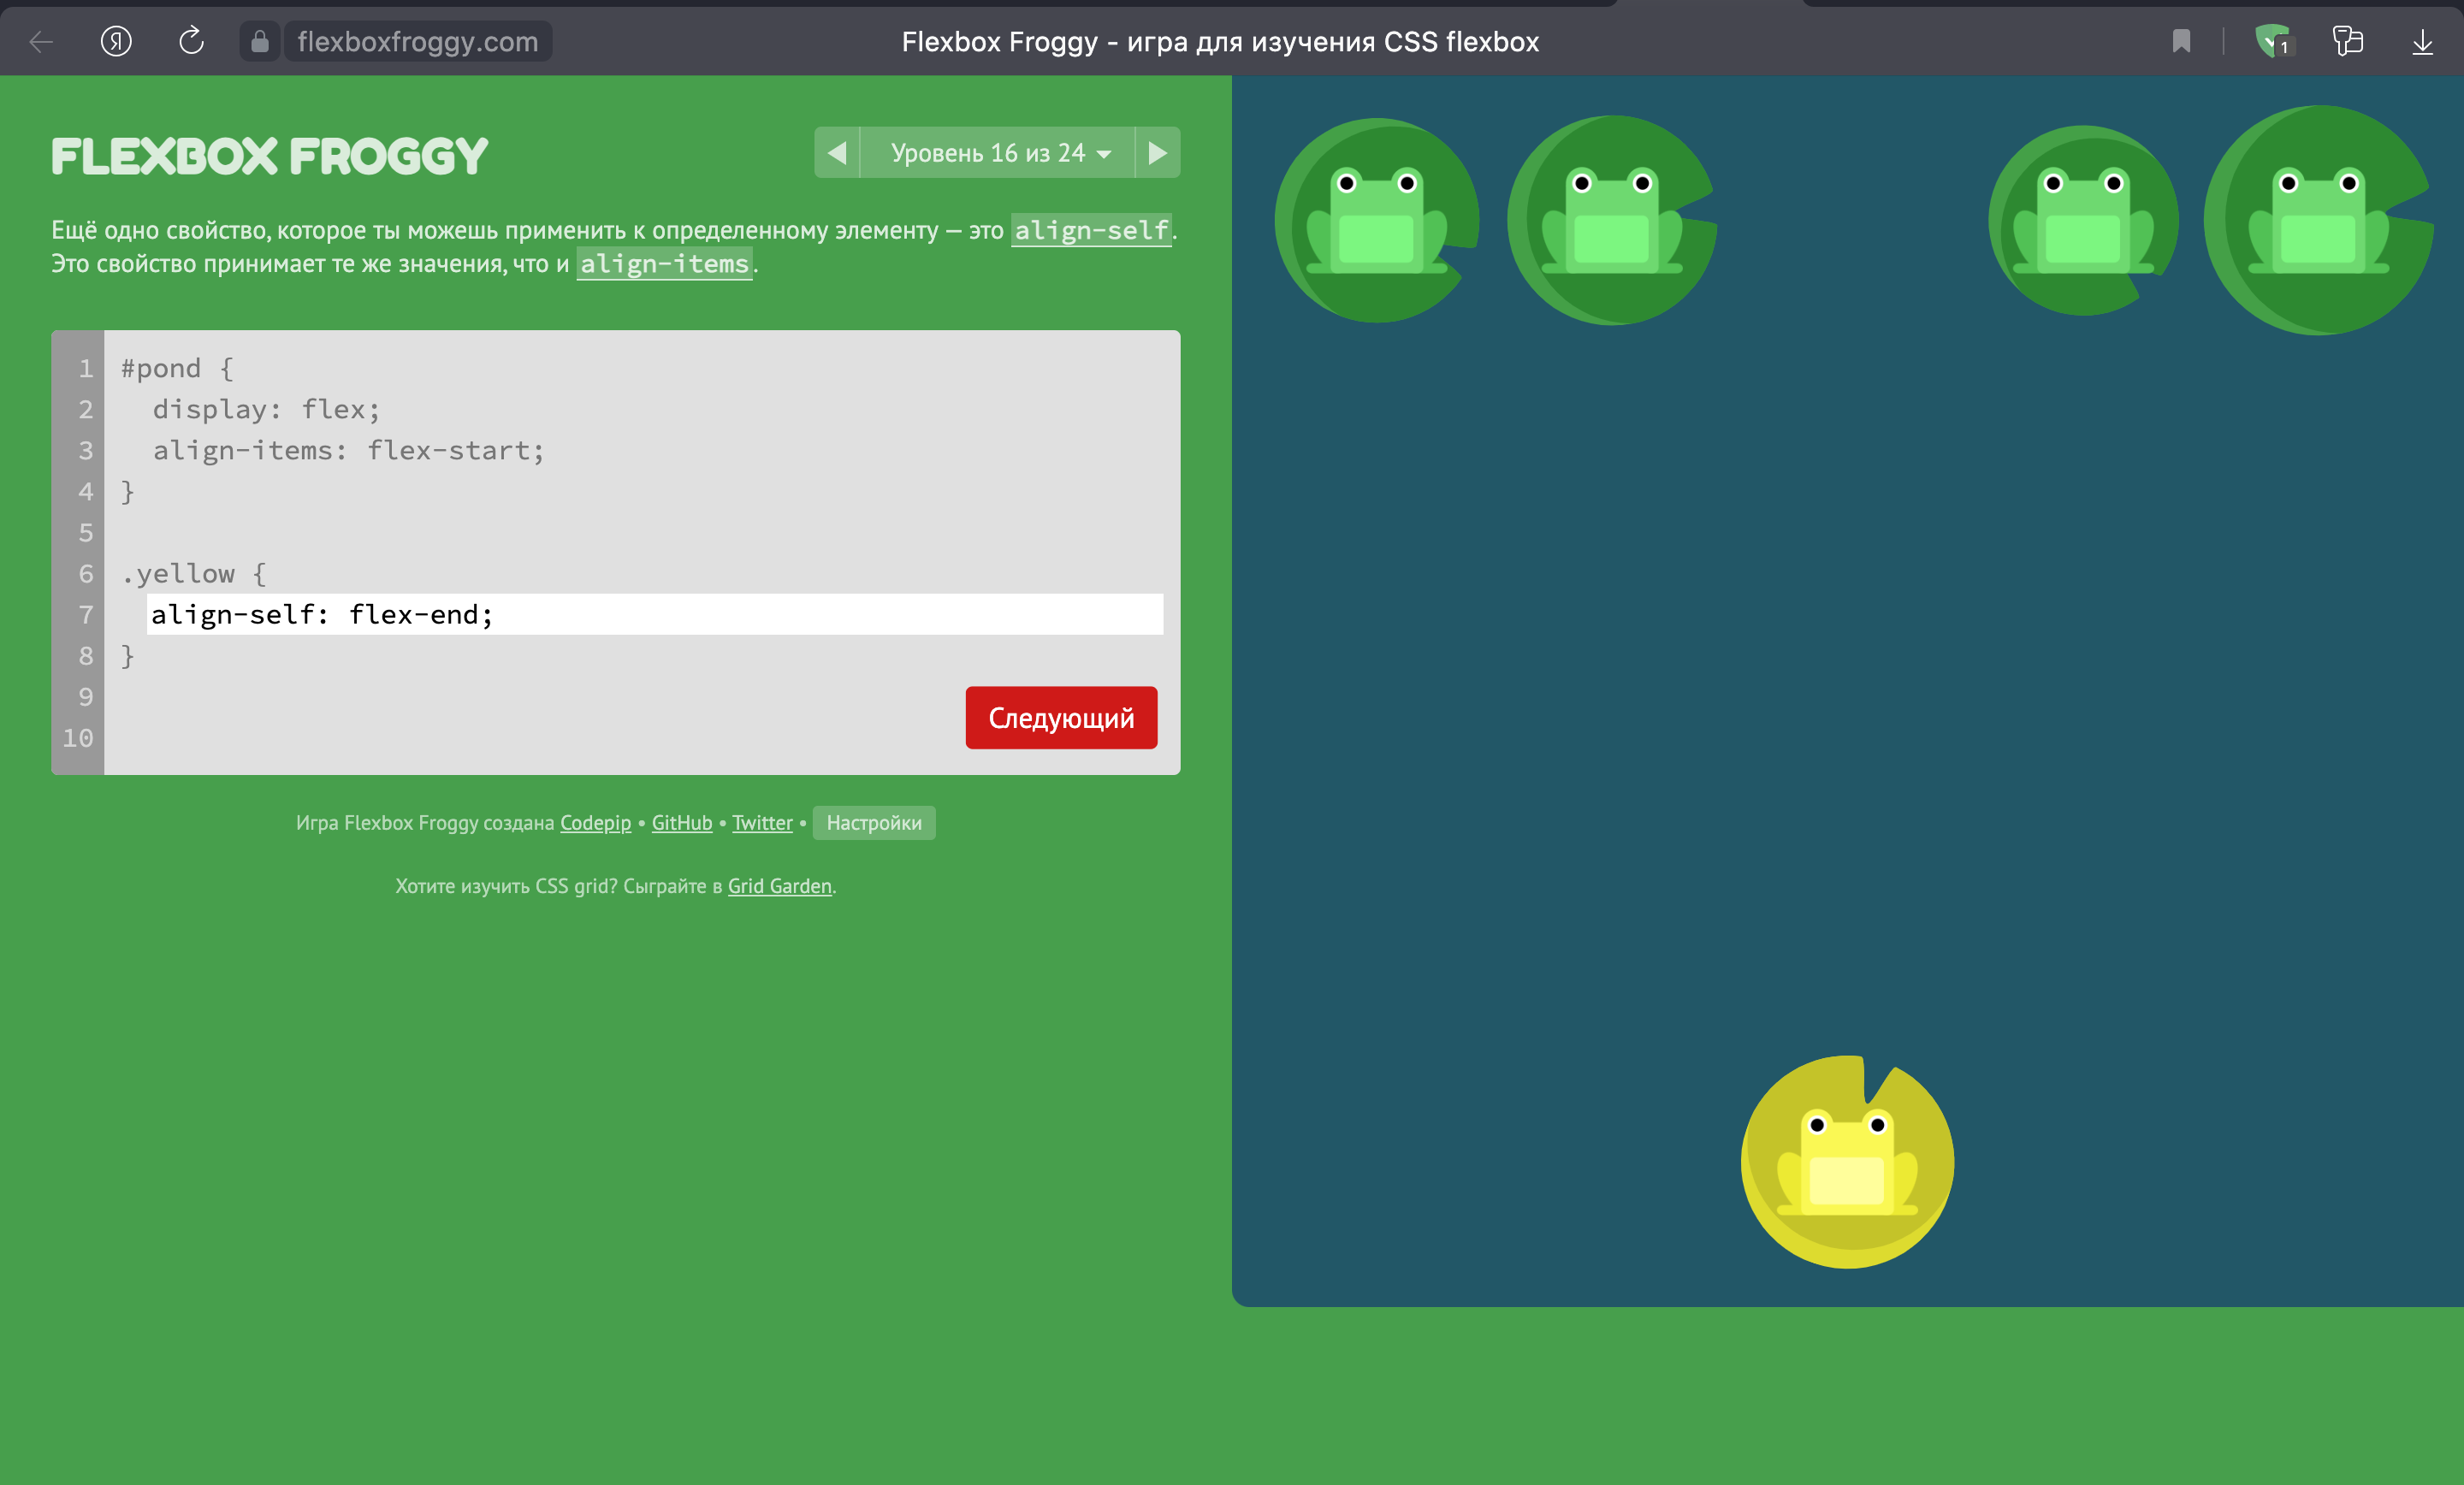 flexboxfroggy.com
Flexbox Froggy - игра для изучения CSS flexbox
1
FLEXBOX FROGGY
Уровень 16 из 24
Ещё одно свойство, которое ты можешь применить к определенному элементу — это align-self.
Это свойство принимает те же значения, что и align-items.
1 #pond {
2   display: flex;
3   align-items: flex-start;
4 }
5
6 .yellow {
7   align-self: flex-end;
8 }
9
10
Следующий
Игра Flexbox Froggy создана Codepip • GitHub • Twitter • Настройки
Хотите изучить CSS grid? Сыграйте в Grid Garden.